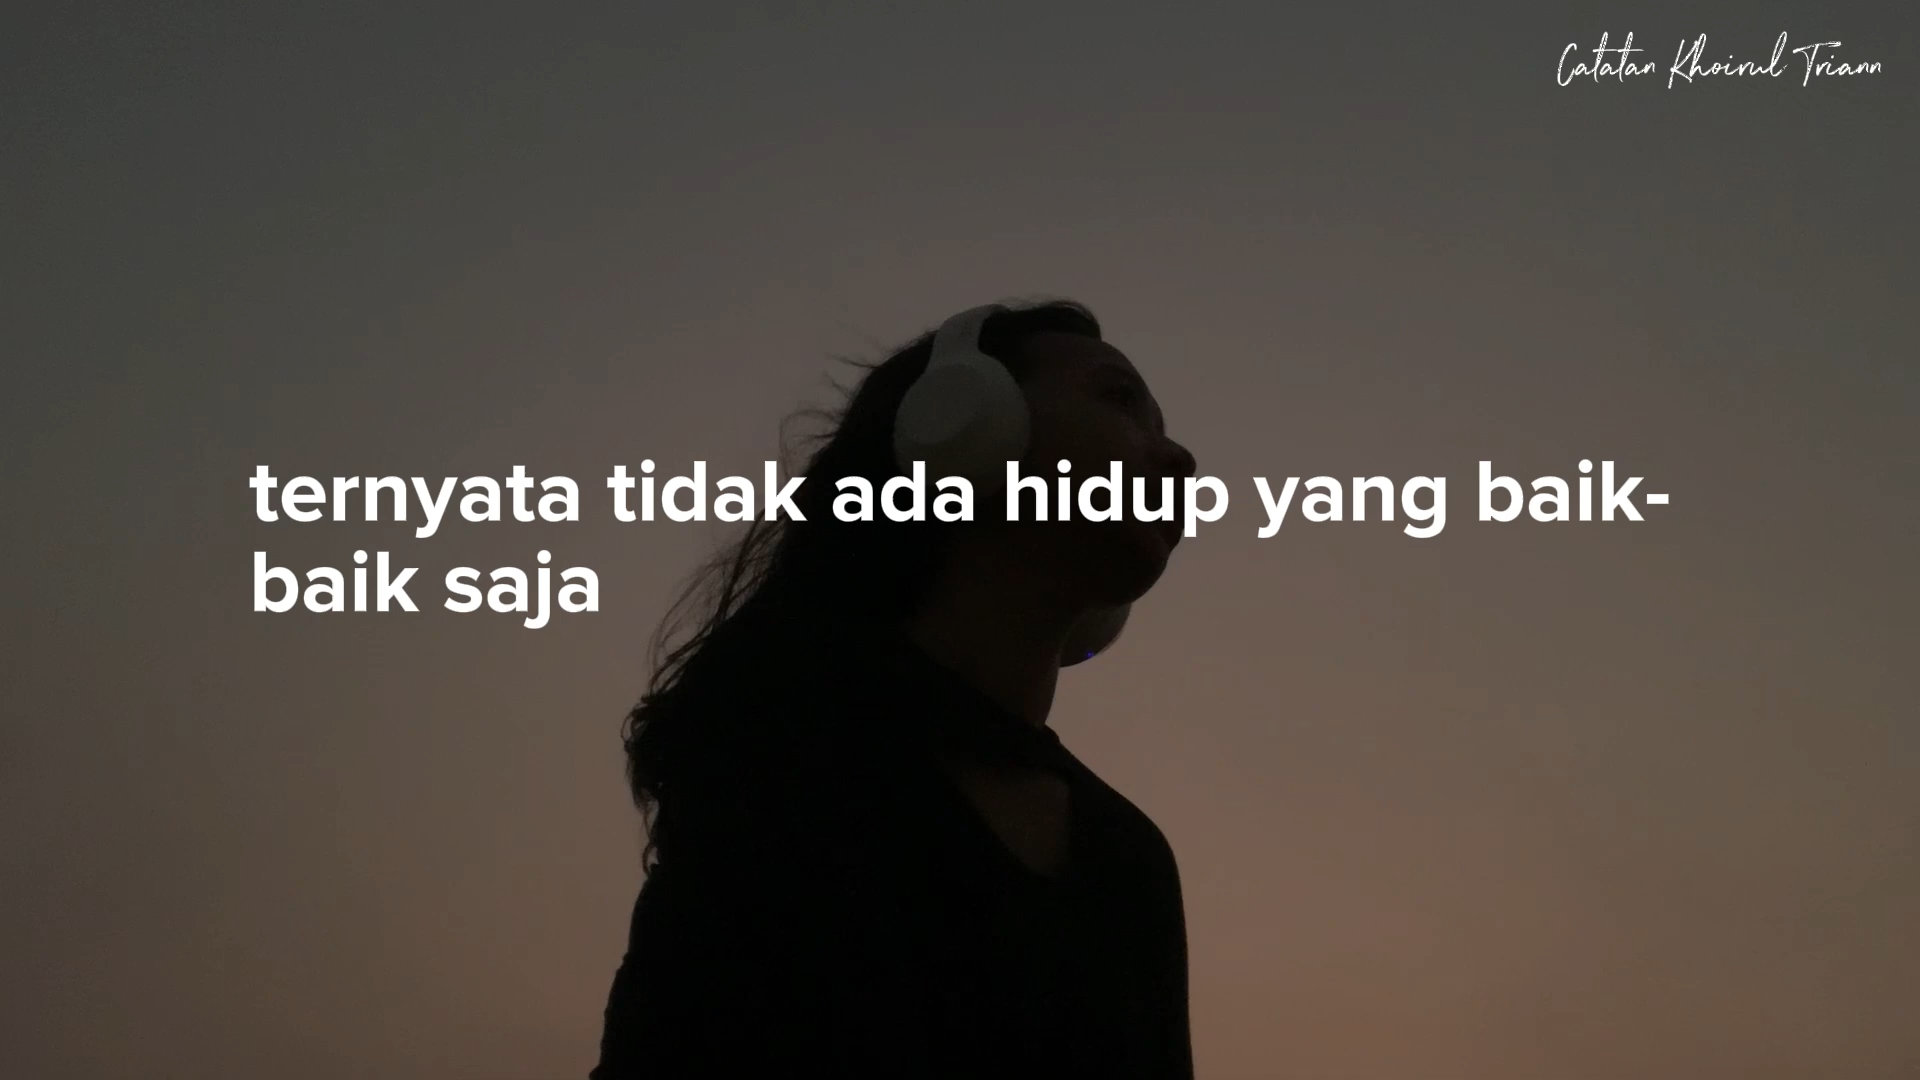 Catatan Khoirul Triann
ternyata tidak ada hidup yang baik-
baik saja